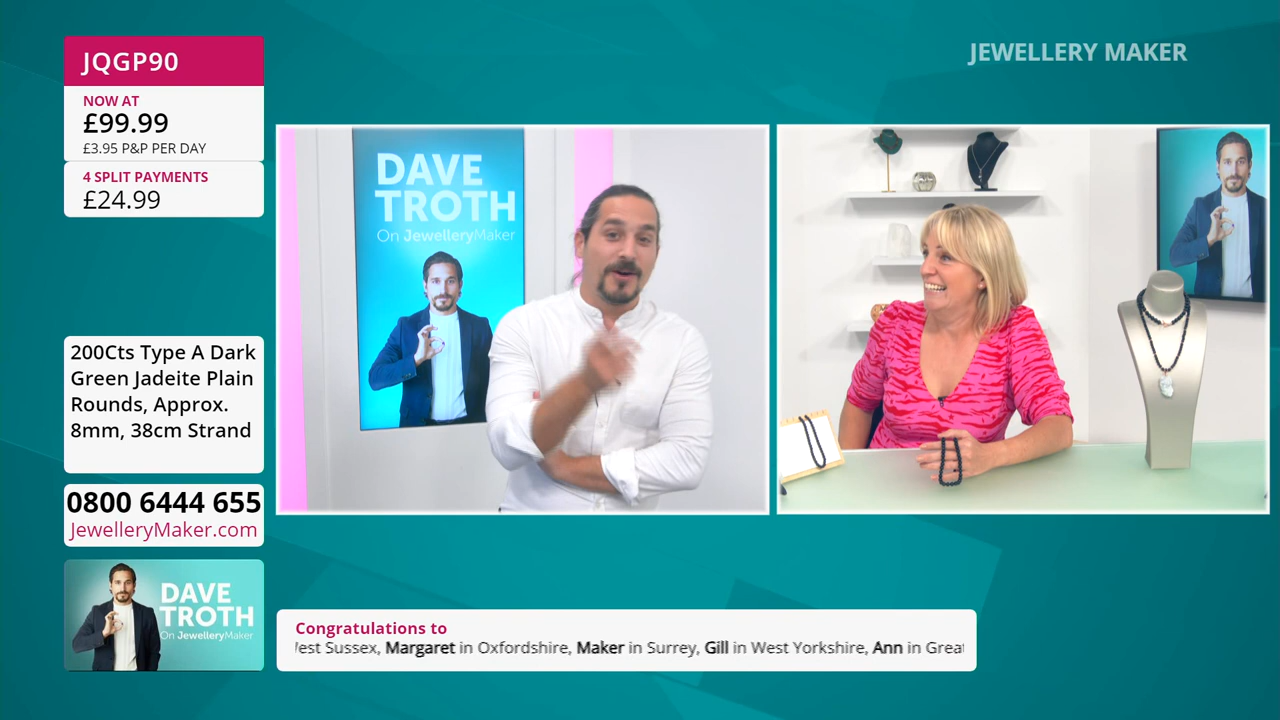 JQGP90
NOW AT
£99.99
£3.95 P&P PER DAY
4 SPLIT PAYMENTS
£24.99
200Cts Type A Dark
Green Jadeite Plain
Rounds, Approx.
8mm, 38cm Strand
0800 6444 655
JewelleryMaker.com
DAVE
TROTH
On JewelleryMaker
JEWELLERY MAKER
DAVE
TROTH
On JewelleryMaker
Congratulations to
Sussex, Margaret in Oxfordshire, Maker in Surrey, Gill in West Yorkshire, Ann in